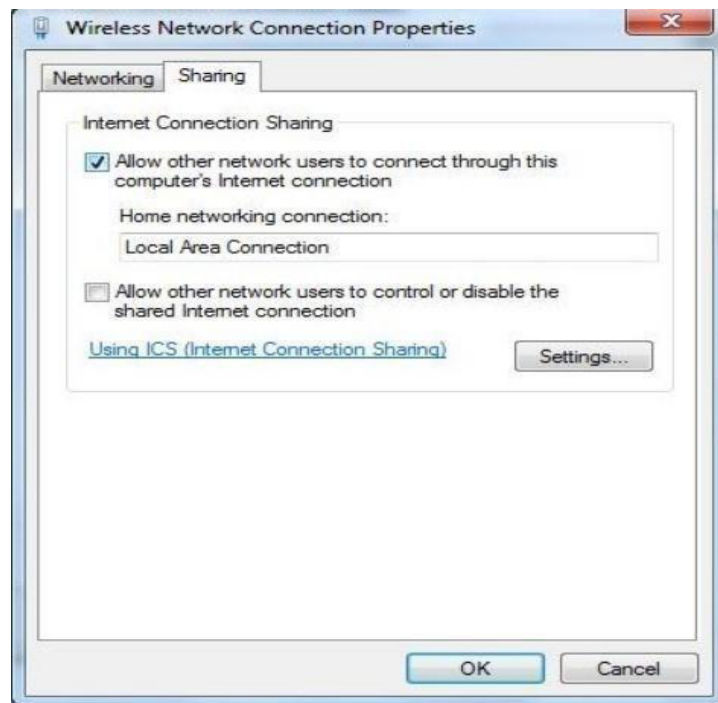 Wireless Network Connection Properties
Networking
Sharing
Internet Connection Sharing
Allow other network users to connect through this
computer's Internet connection
Home networking connection:
Local Area Connection
Allow other network users to control or disable the
shared Internet connection
Using ICS (Internet Connection Sharing)
Settings...
OK
Cancel